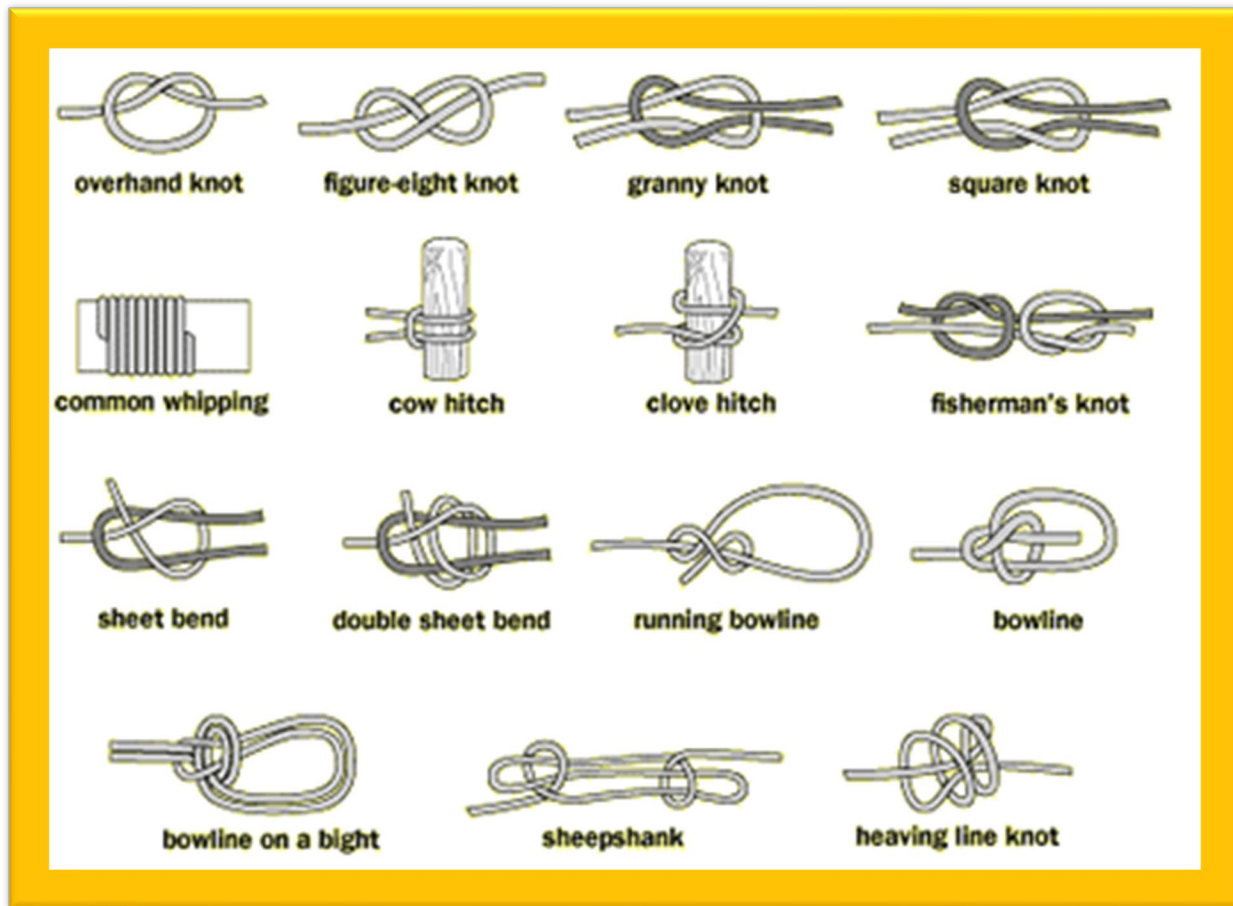 overhand knot
figure-eight knot
granny knot
square knot
common whipping
cow hitch
clove hitch
fisherman's knot
sheet bend
double sheet bend
running bowline
bowline
bowline on a bight
sheepshank
heaving line knot